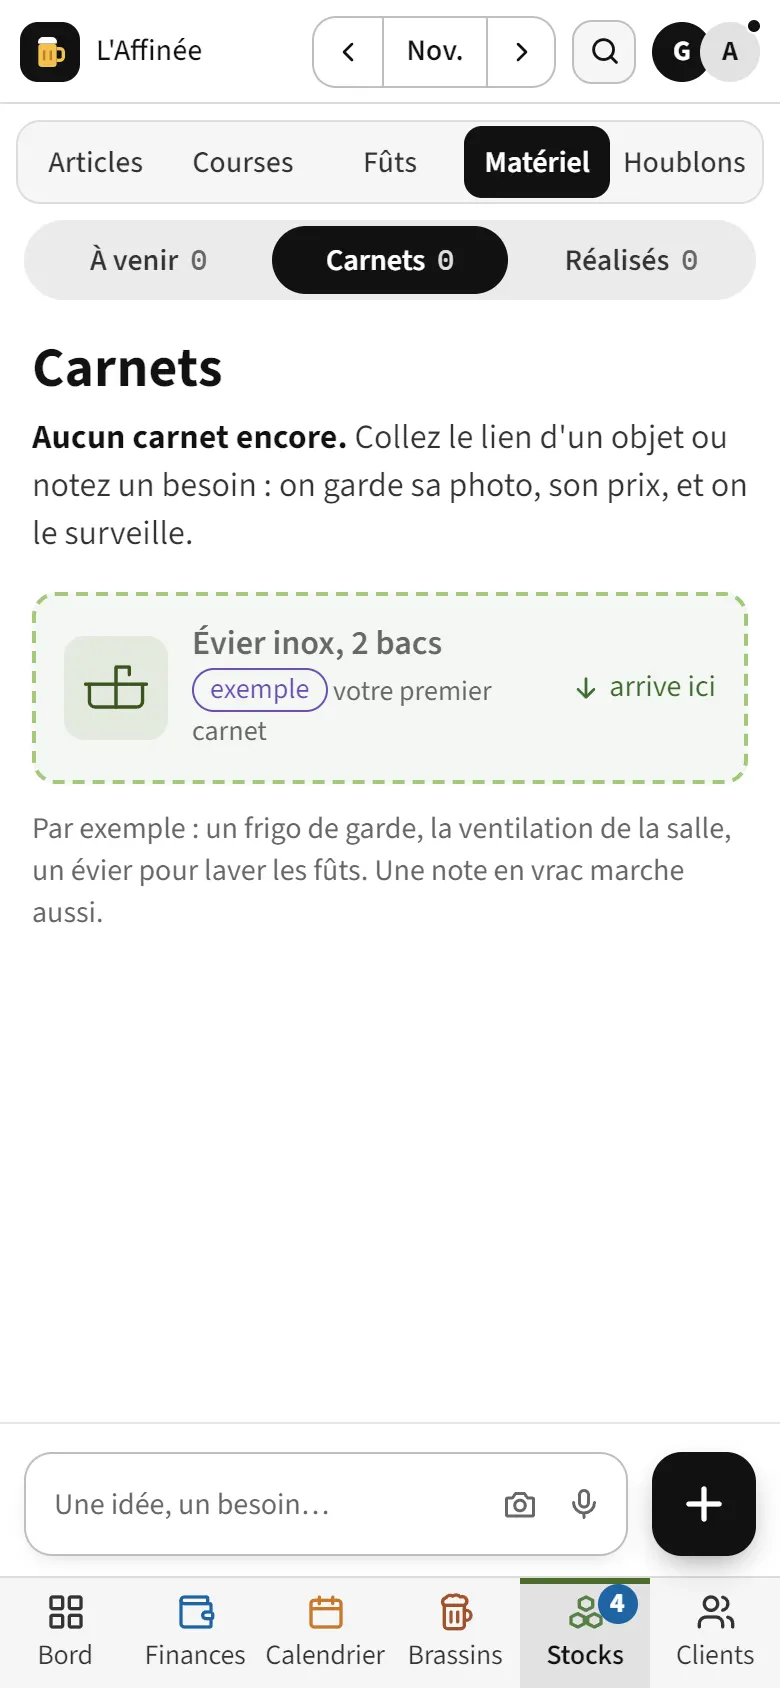 L'Affinée
Nov.
G
A
Articles
Courses
Fûts
Matériel
Houblons
À venir 0
Carnets 0
Réalisés 0
Carnets
Aucun carnet encore. Collez le lien d'un objet ou
notez un besoin : on garde sa photo, son prix, et on
le surveille.
Évier inox, 2 bacs
exemple votre premier
carnet
↓ arrive ici
Par exemple : un frigo de garde, la ventilation de la salle,
un évier pour laver les fûts. Une note en vrac marche
aussi.
Une idée, un besoin…
4
Bord
Finances
Calendrier
Brassins
Stocks
Clients